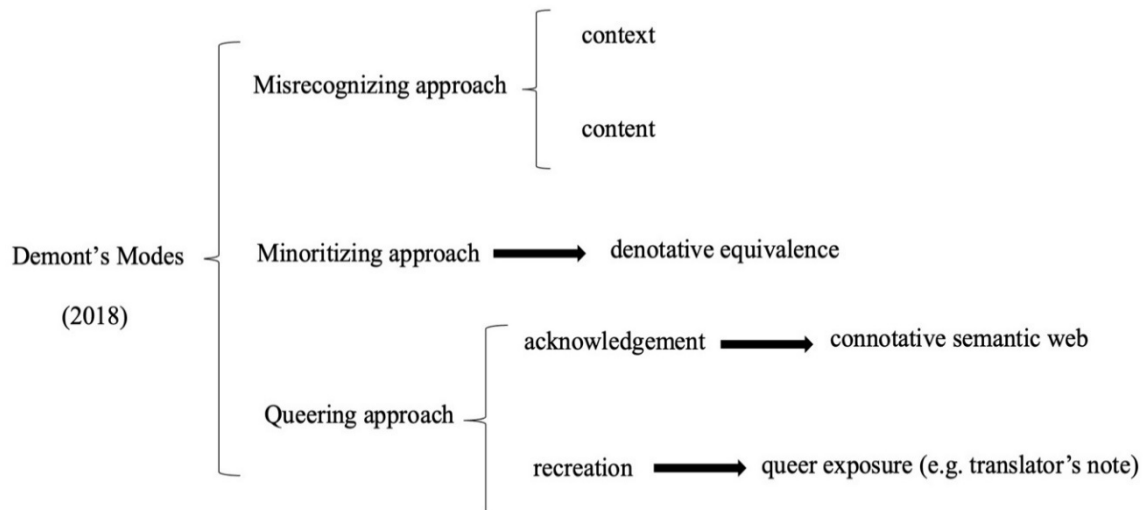 context
Misrecognizing approach
content
Demont’s Modes
(2018)
Minoritizing approach
denotative equivalence
Queering approach
acknowledgement
connotative semantic web
recreation
queer exposure (e.g. translator’s note)